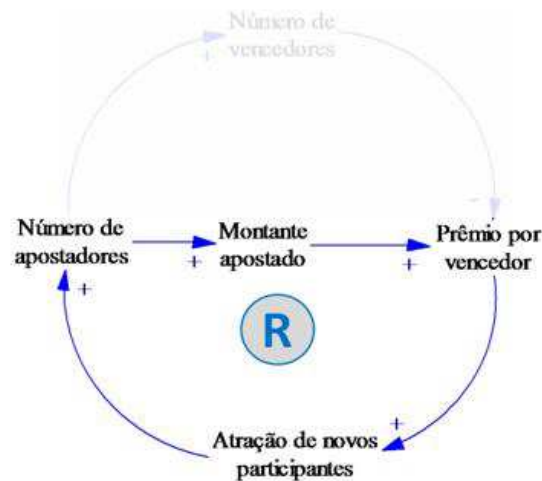 Número de
vencedores
+
-
Número de
apostadores
Montante
apostado
Prêmio por
vencedor
+
+
+
R
+
Atração de novos
participantes